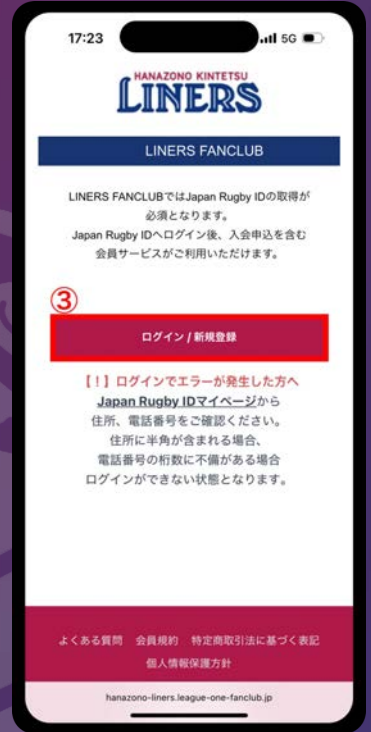 17:23
5G
HANAZONO KINTETSU
LINERS
LINERS FANCLUB
LINERS FANCLUBではJapan Rugby IDの取得が
必須となります。
Japan Rugby IDへログイン後、入会申込を含む
会員サービスがご利用いただけます。
③
ログイン / 新規登録
【！】ログインでエラーが発生した方へ
Japan Rugby IDマイページから
住所、電話番号をご確認ください。
住所に半角が含まれる場合、
電話番号の桁数に不備がある場合
ログインができない状態となります。
よくある質問 会員規約 特定商取引法に基づく表記
個人情報保護方針
hanazono-liners.league-one-fanclub.jp